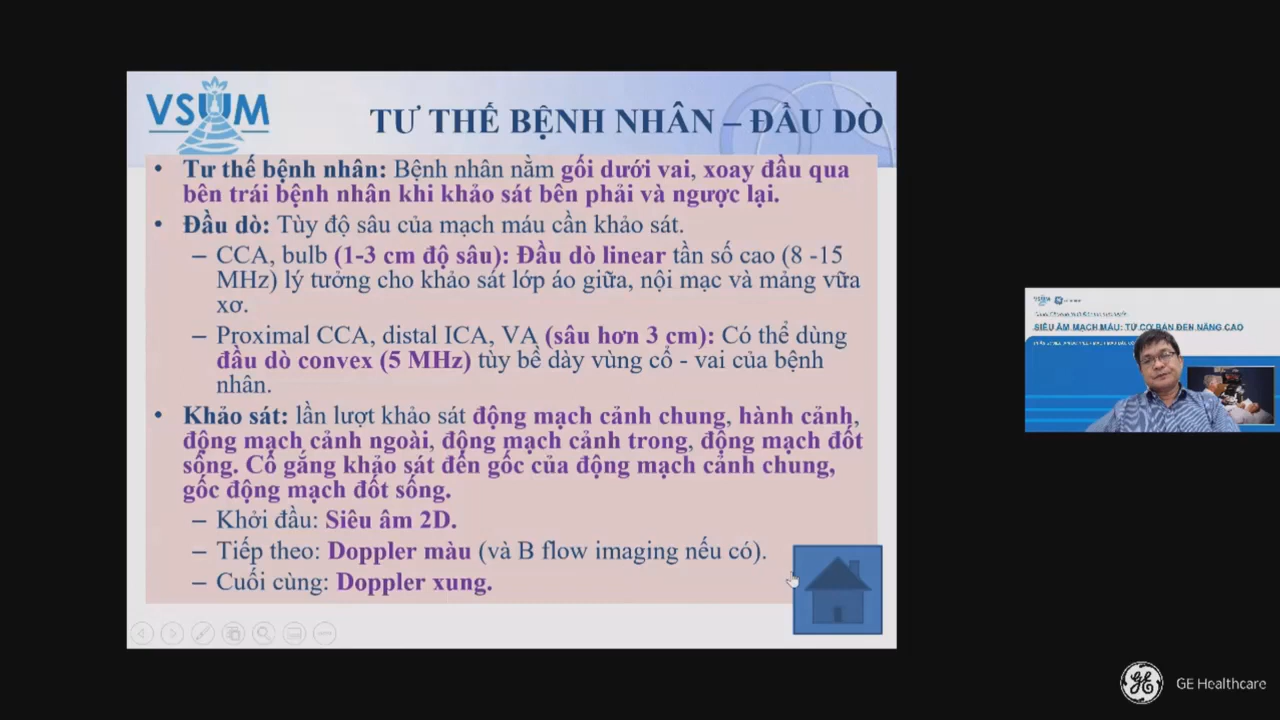 VSUM
TƯ THẾ BỆNH NHÂN – ĐẦU DÒ
• Tư thế bệnh nhân: Bệnh nhân nằm gối dưới vai, xoay đầu qua
bên trái bệnh nhân khi khảo sát bên phải và ngược lại.
• Đầu dò: Tùy độ sâu của mạch máu cần khảo sát.
– CCA, bulb (1-3 cm độ sâu): Đầu dò linear tần số cao (8 -15
MHz) lý tưởng cho khảo sát lớp áo giữa, nội mạc và mảng vữa
xơ.
– Proximal CCA, distal ICA, VA (sâu hơn 3 cm): Có thể dùng
đầu dò convex (5 MHz) tùy bề dày vùng cổ - vai của bệnh
nhân.
• Khảo sát: lần lượt khảo sát động mạch cảnh chung, hành cảnh,
động mạch cảnh ngoài, động mạch cảnh trong, động mạch đốt
sống. Cố gắng khảo sát đến gốc của động mạch cảnh chung,
gốc động mạch đốt sống.
– Khởi đầu: Siêu âm 2D.
– Tiếp theo: Doppler màu (và B flow imaging nếu có).
– Cuối cùng: Doppler xung.
SIÊU ÂM MẠCH MÁU: TỪ CƠ BẢN ĐẾN NÂNG CAO
GE Healthcare